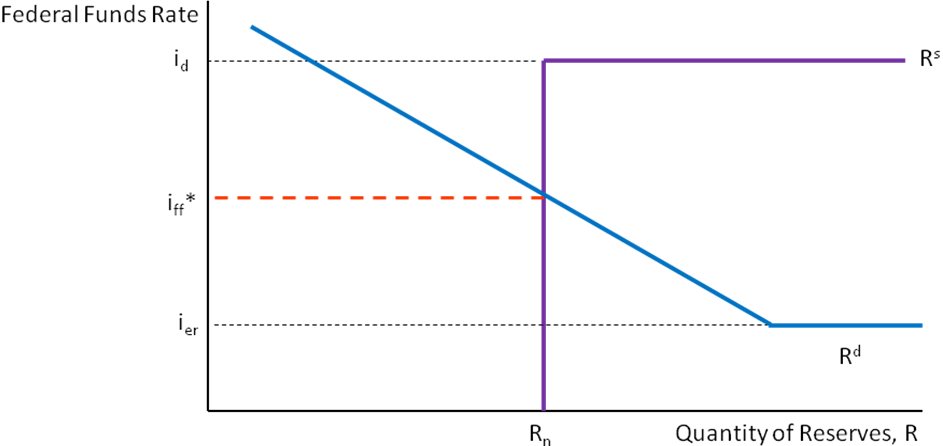 Federal Funds Rate
i_d
R^s
i_ff*
i_er
R^d
R_n
Quantity of Reserves, R